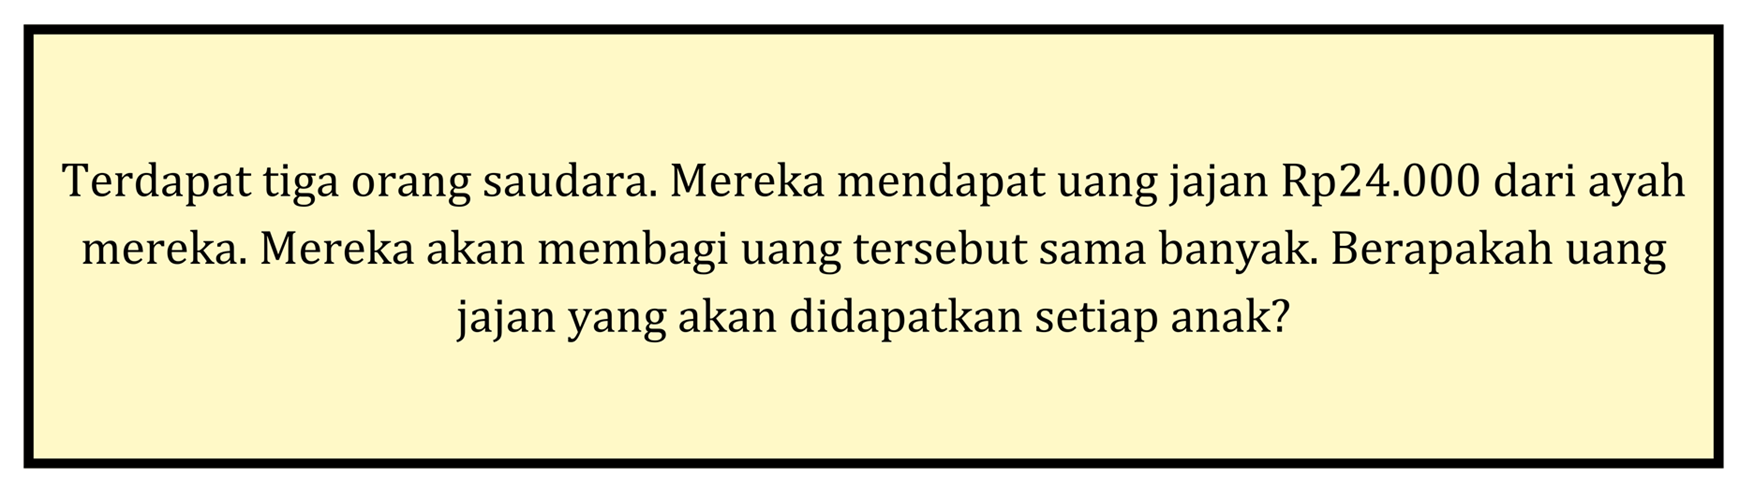 Terdapat tiga orang saudara. Mereka mendapat uang jajan Rp24.000 dari ayah
mereka. Mereka akan membagi uang tersebut sama banyak. Berapakah uang
jajan yang akan didapatkan setiap anak?